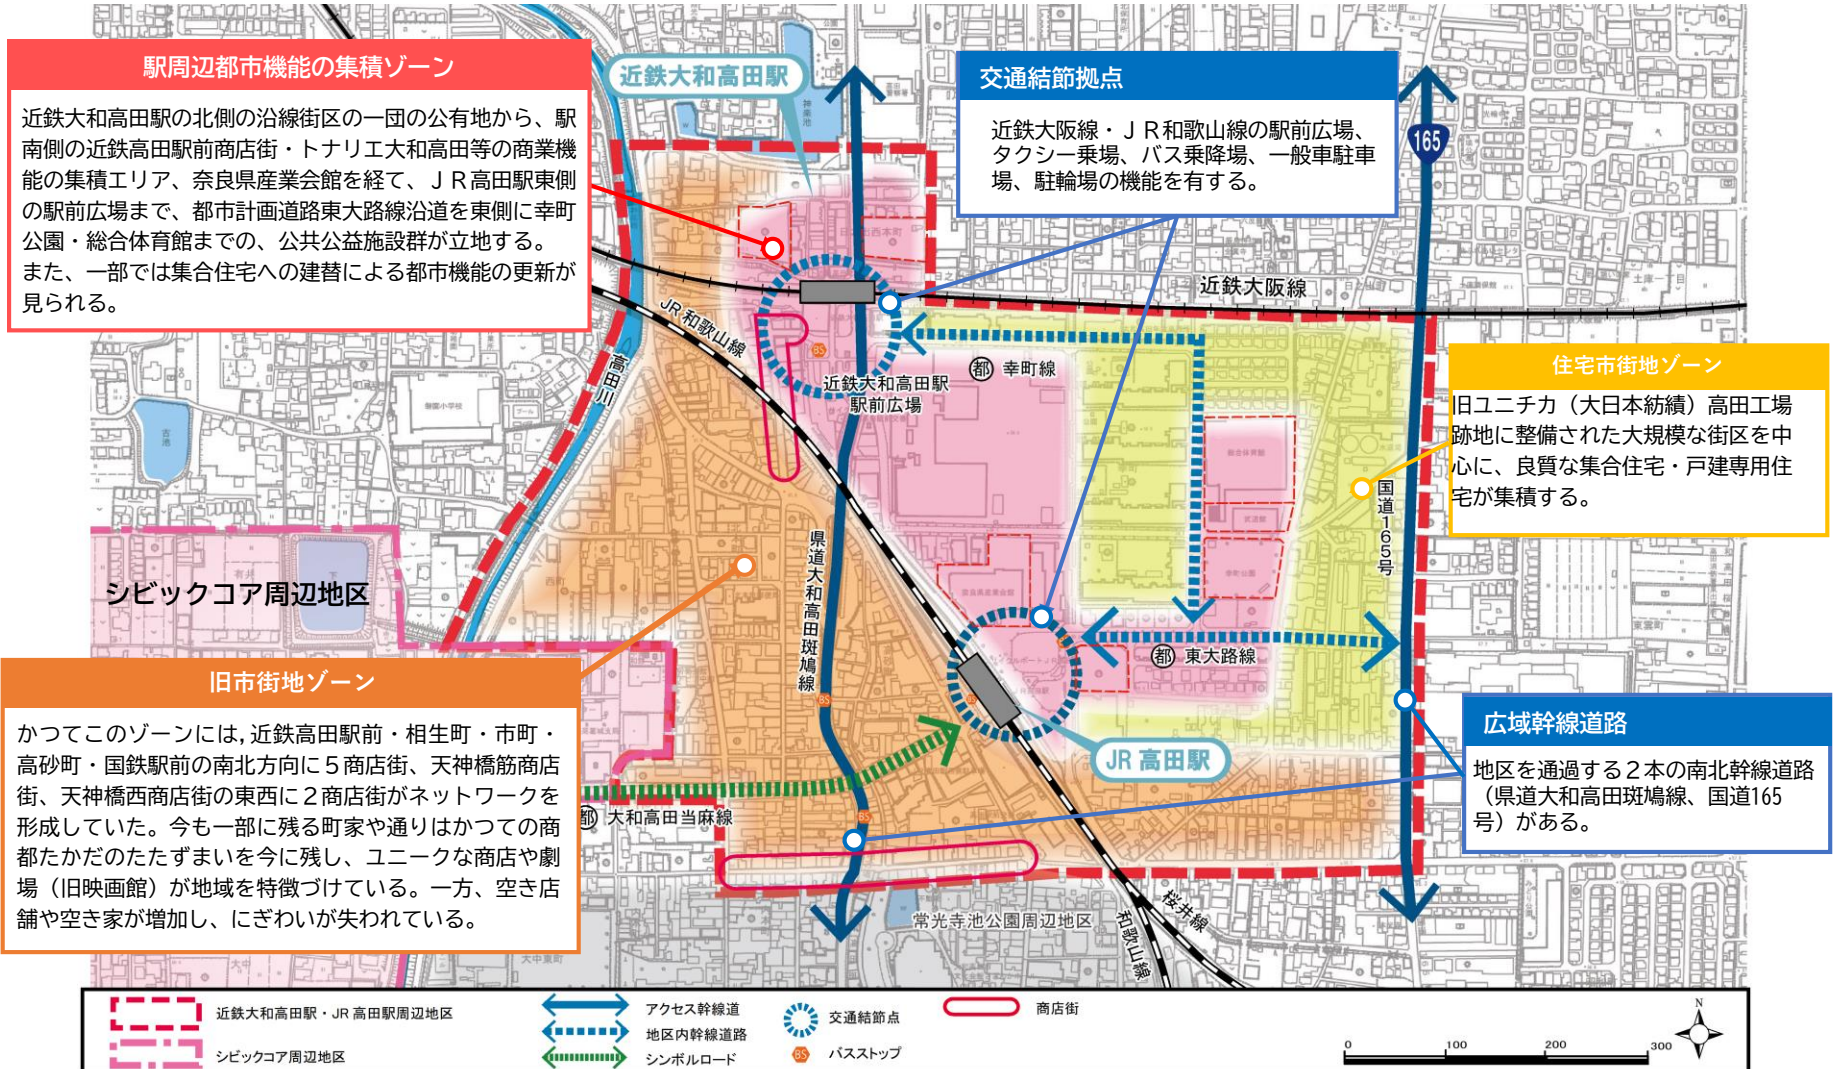 駅周辺都市機能の集積ゾーン
近鉄大和高田駅の北側の沿線街区の一団の公有地から、駅
南側の近鉄高田駅前商店街・トナリエ大和高田等の商業機
能の集積エリア、奈良県産業会館を経て、ＪＲ高田駅東側
の駅前広場まで、都市計画道路東大路線沿道を東側に幸町
公園・総合体育館までの、公共公益施設群が立地する。
また、一部では集合住宅への建替による都市機能の更新が
見られる。
近鉄大和高田駅
交通結節拠点
近鉄大阪線・ＪＲ和歌山線の駅前広場、
タクシー乗場、バス乗降場、一般車駐車
場、駐輪場の機能を有する。
165
近鉄大阪線
JR 和歌山線
高田川
BS
近鉄大和高田駅
駅前広場
都 幸町線
住宅市街地ゾーン
旧ユニチカ（大日本紡績）高田工場
跡地に整備された大規模な街区を中
心に、良質な集合住宅・戸建専用住
宅が集積する。
国道165号
総合体育館
幸町公園
奈良県産業会館
県道大和高田斑鳩線
西町
シビックコア周辺地区
都 東大路線
旧市街地ゾーン
かつてこのゾーンには,近鉄高田駅前・相生町・市町・
高砂町・国鉄駅前の南北方向に５商店街、天神橋筋商店
街、天神橋西商店街の東西に２商店街がネットワークを
形成していた。今も一部に残る町家や通りはかつての商
都たかだのたたずまいを今に残し、ユニークな商店や劇
場（旧映画館）が地域を特徴づけている。一方、空き店
舗や空き家が増加し、にぎわいが失われている。
BS
BS
BS
JR 高田駅
都 大和高田当麻線
広域幹線道路
地区を通過する２本の南北幹線道路
（県道大和高田斑鳩線、国道165
号）がある。
常光寺池公園周辺地区
和歌山線
桜井線
大中
大中東町
近鉄大和高田駅・JR 高田駅周辺地区
シビックコア周辺地区
アクセス幹線道
地区内幹線道路
シンボルロード
交通結節点
BS バスストップ
商店街
0 100 200 300
N